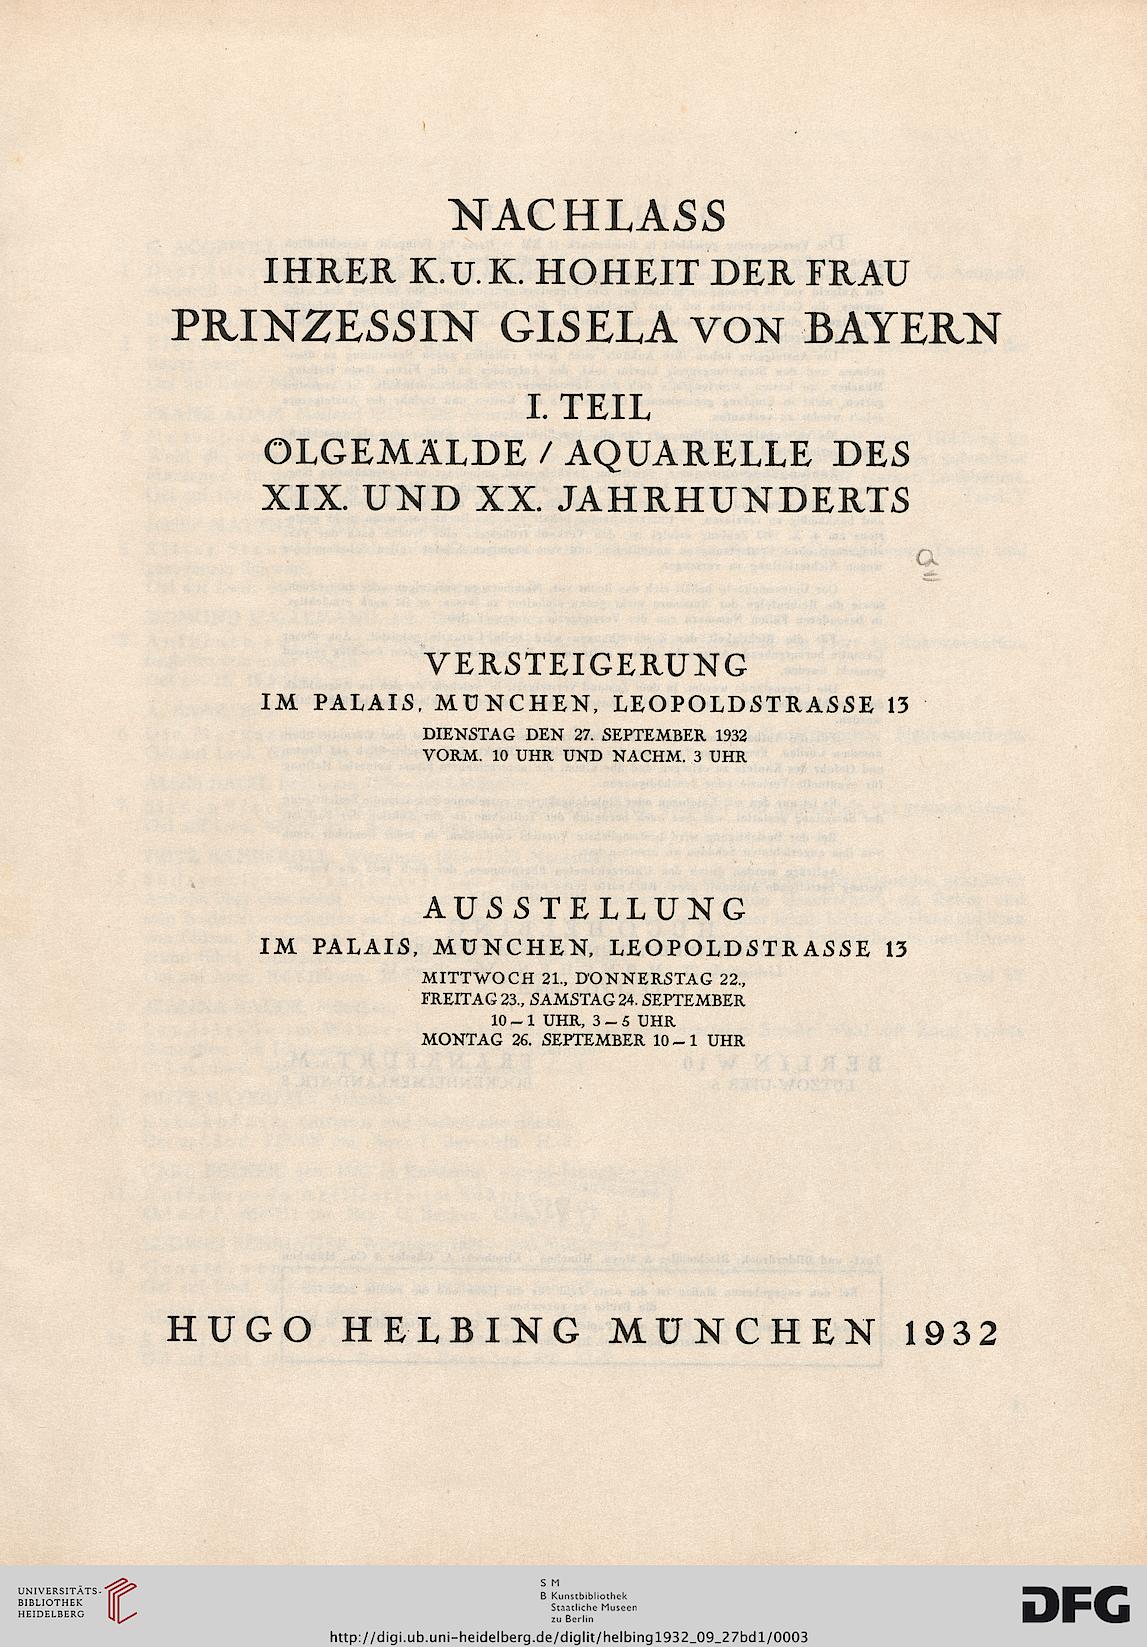 NACHLASS
IHRER K. U. K. HOHEIT DER FRAU
PRINZESSIN GISELA VON BAYERN
I. TEIL
ÖLGEMÄLDE / AQUARELLE DES
XIX. UND XX. JAHRHUNDERTS
a
VERSTEIGERUNG
IM PALAIS, MÜNCHEN, LEOPOLDSTRASSE 13
DIENSTAG DEN 27. SEPTEMBER 1932
VORM. 10 UHR UND NACHM. 3 UHR
AUSSTELLUNG
IM PALAIS, MÜNCHEN, LEOPOLDSTRASSE 13
MITTWOCH 21., DONNERSTAG 22.,
FREITAG 23., SAMSTAG 24. SEPTEMBER
10 – 1 UHR, 3 – 5 UHR
MONTAG 26. SEPTEMBER 10 – 1 UHR
HUGO HELBING MÜNCHEN 1932
UNIVERSITÄTS-
BIBLIOTHEK
HEIDELBERG
S M
B Kunstbibliothek
Staatliche Museen
zu Berlin
DFG
http://digi.ub.uni-heidelberg.de/diglit/helbing1932_09_27bd1/0003